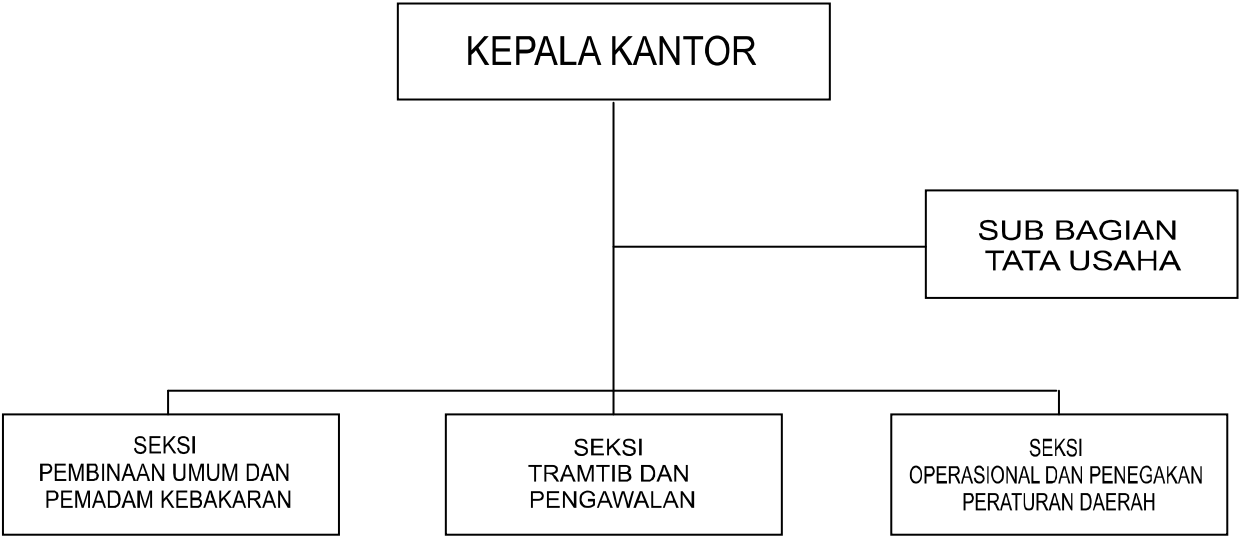 KEPALA KANTOR
SUB BAGIAN
TATA USAHA
SEKSI
PEMBINAAN UMUM DAN
PEMADAM KEBAKARAN
SEKSI
TRAMTIB DAN
PENGAWALAN
SEKSI
OPERASIONAL DAN PENEGAKAN
PERATURAN DAERAH